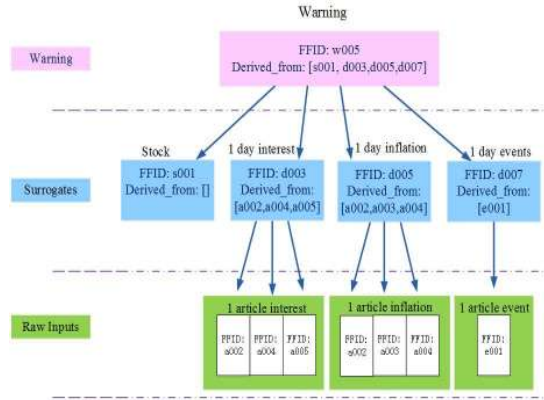 Warning
Warning
FFID: w005
Derived_from: [s001, d003,d005,d007]
Stock
1 day interest
1 day inflation
1 day events
Surrogates
FFID: s001
Derived_from: []
FFID: d003
Derived_from:
[a002,a004,a005]
FFID: d005
Derived_from:
[a002,a003,a004]
FFID: d007
Derived_from:
[e001]
Raw Inputs
1 article interest
FFID:
a002
FFID:
a004
FFID:
a005
1 article inflation
FFID:
a002
FFID:
a003
FFID:
a004
1 article event
FFID:
e001